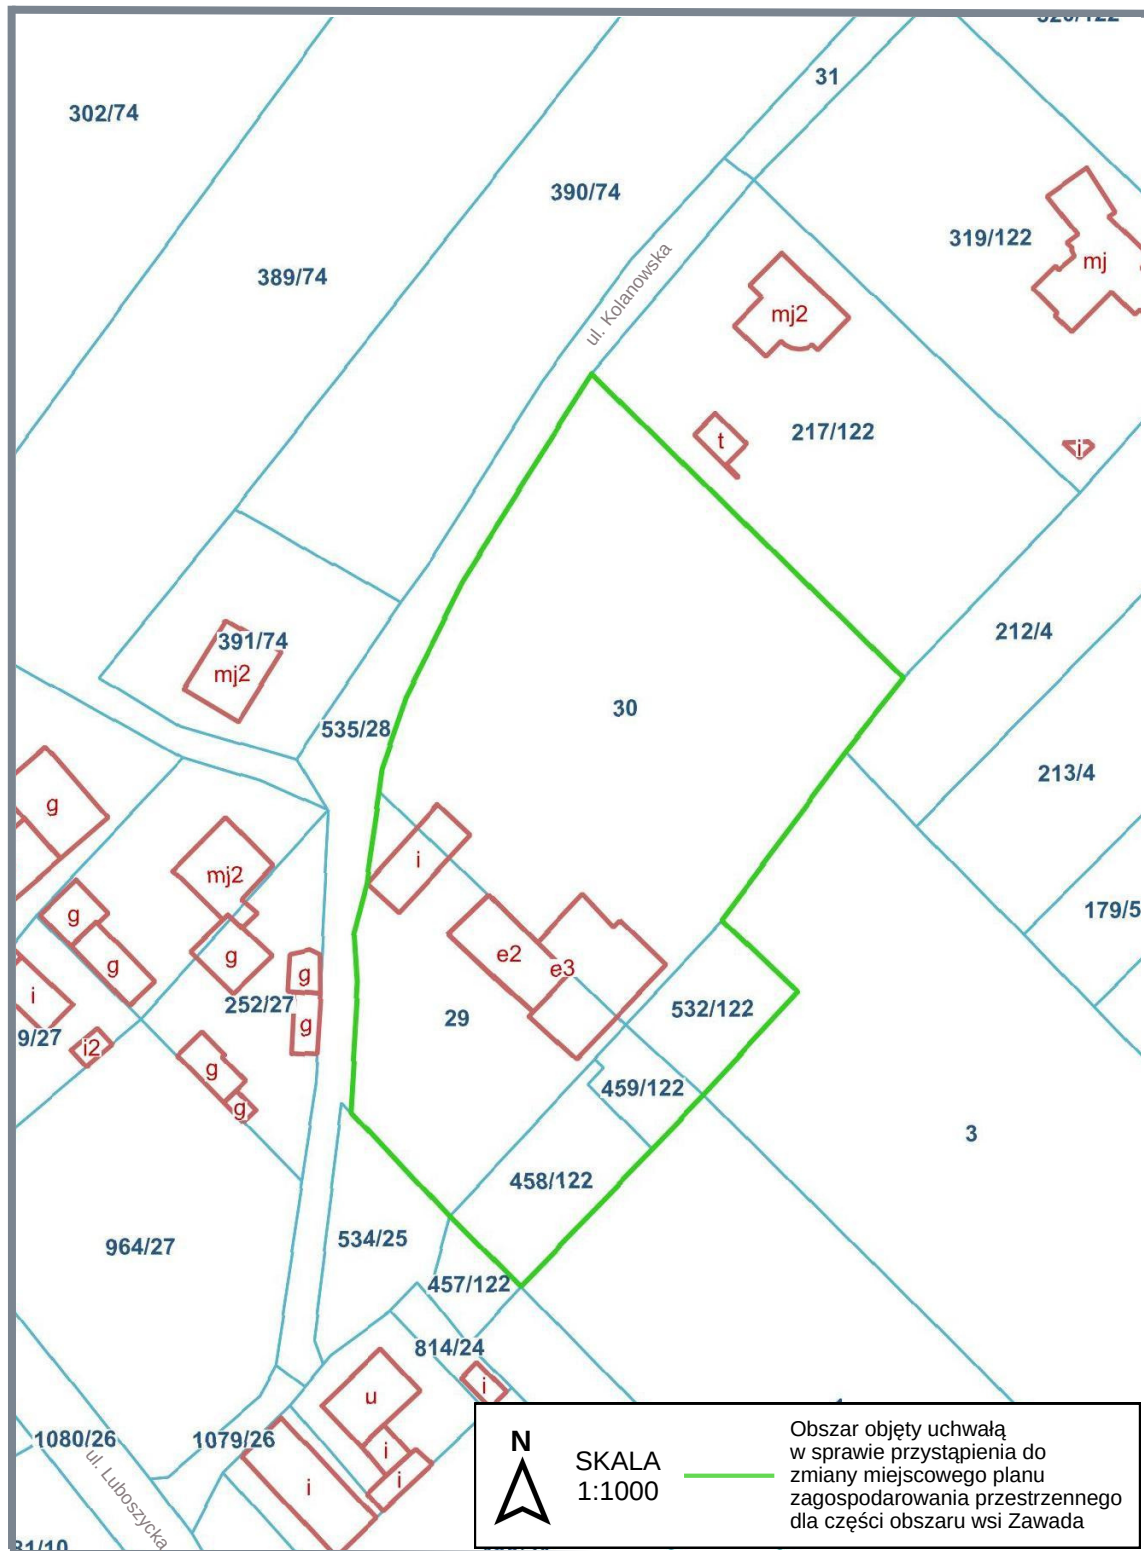 31
302/74
390/74
319/122
mj
389/74
ul. Kolanowska
mj2
t
217/122
i
391/74
mj2
212/4
30
535/28
213/4
g
i
mj2
g
179/5
g
g
e2
e3
g
i
252/27
g
29
532/122
9/27
i2
g
459/122
g
3
458/122
964/27
534/25
457/122
814/24
i
u
1080/26
1079/26
i
i
i
ul. Luboszycka
81/10
N
SKALA
1:1000
Obszar objęty uchwałą
w sprawie przystąpienia do
zmiany miejscowego planu
zagospodarowania przestrzennego
dla części obszaru wsi Zawada